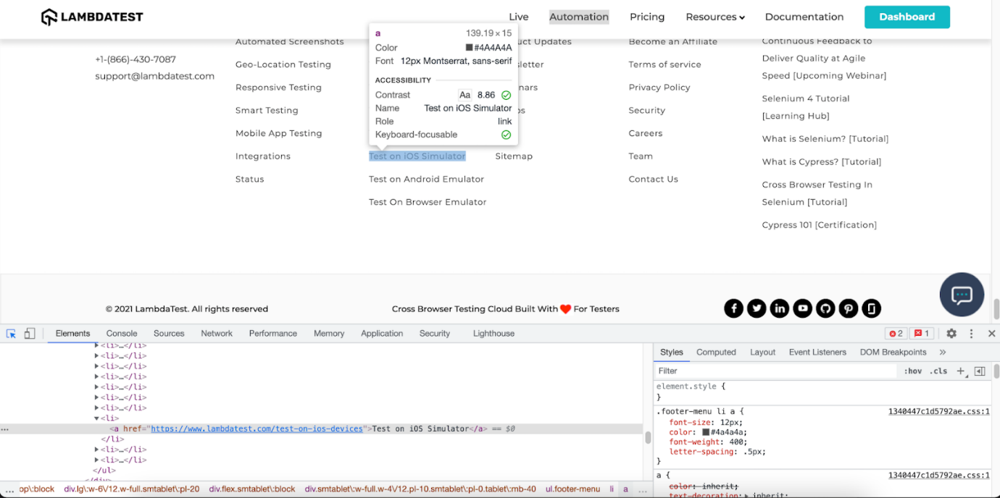 LAMBDATEST
Live
Automation
Pricing
Resources
Documentation
Dashboard
+1-(866)-430-7087
support@lambdatest.com
Automated Screenshots
Geo-Location Testing
Responsive Testing
Smart Testing
Mobile App Testing
Integrations
Status
a 139.19 × 15
Color #4A4A4A
Font 12px Montserrat, sans-serif
ACCESSIBILITY
Contrast Aa 8.86
Name Test on iOS Simulator
Role link
Keyboard-focusable
Test on iOS Simulator
Test on Android Emulator
Test On Browser Emulator
Updates
Sitemap
Become an Affiliate
Terms of service
Privacy Policy
Security
Careers
Team
Contact Us
Continuous Feedback to
Deliver Quality at Agile
Speed [Upcoming Webinar]
Selenium 4 Tutorial
[Learning Hub]
What is Selenium? [Tutorial]
What is Cypress? [Tutorial]
Cross Browser Testing In
Selenium [Tutorial]
Cypress 101 [Certification]
© 2021 LambdaTest. All rights reserved
Cross Browser Testing Cloud Built With ❤ For Testers
Elements Console Sources Network Performance Memory Application Security Lighthouse 2 1
<li>…</li>
<li>…</li>
<li>…</li>
<li>…</li>
<li>…</li>
<li>…</li>
<li>…</li>
<li>
<a href="https://www.lambdatest.com/test-on-ios-devices">Test on iOS Simulator</a> == $0
</li>
<li>…</li>
<li>…</li>
</ul>
</div>
… op\:block div.lg\:w-6\/12.w-full.smtablet\:pl-20 div.flex.smtablet\:block div.smtablet\:w-full.w-4\/12.pl-10.smtablet\:pl-0.tablet\:mb-40 ul.footer-menu li a …
Styles Computed Layout Event Listeners DOM Breakpoints »
Filter :hov .cls +
element.style {
}
.footer-menu li a { 1340447c1d5792ae.css:1
font-size: 12px;
color: #4a4a4a;
font-weight: 400;
letter-spacing: .5px;
}
a { 1340447c1d5792ae.css:1
color: inherit;
text-decoration: inherit;